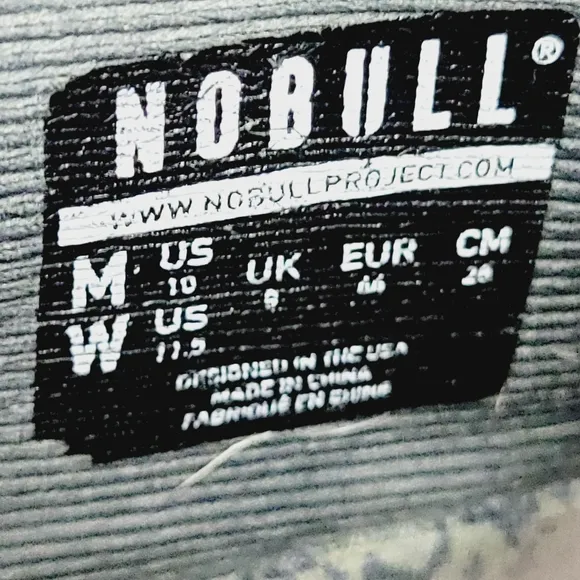 NOBULL®
WWW.NOBULLPROJECT.COM
M US 10 UK 9 EUR 44 CM 28
W US 11.5
DESIGNED IN THE USA
MADE IN CHINA
FABRIQUÉ EN CHINE